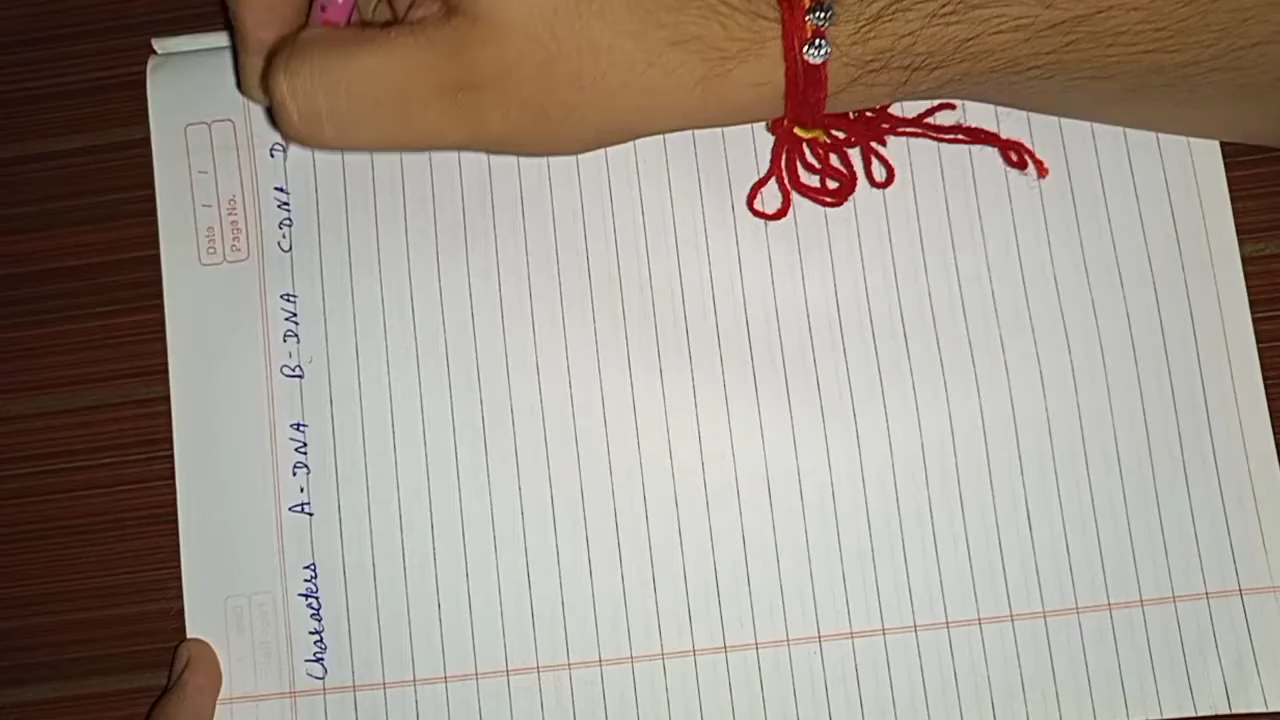 Date / /
Page No.
Characters A-DNA B-DNA C-DNA D